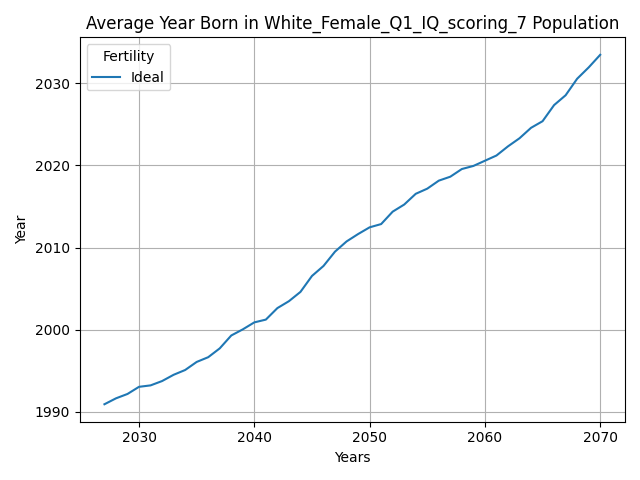 Average Year Born in White_Female_Q1_IQ_scoring_7 Population
Fertility
Ideal
2030
2020
2010
2000
1990
Year
2030 2040 2050 2060 2070
Years